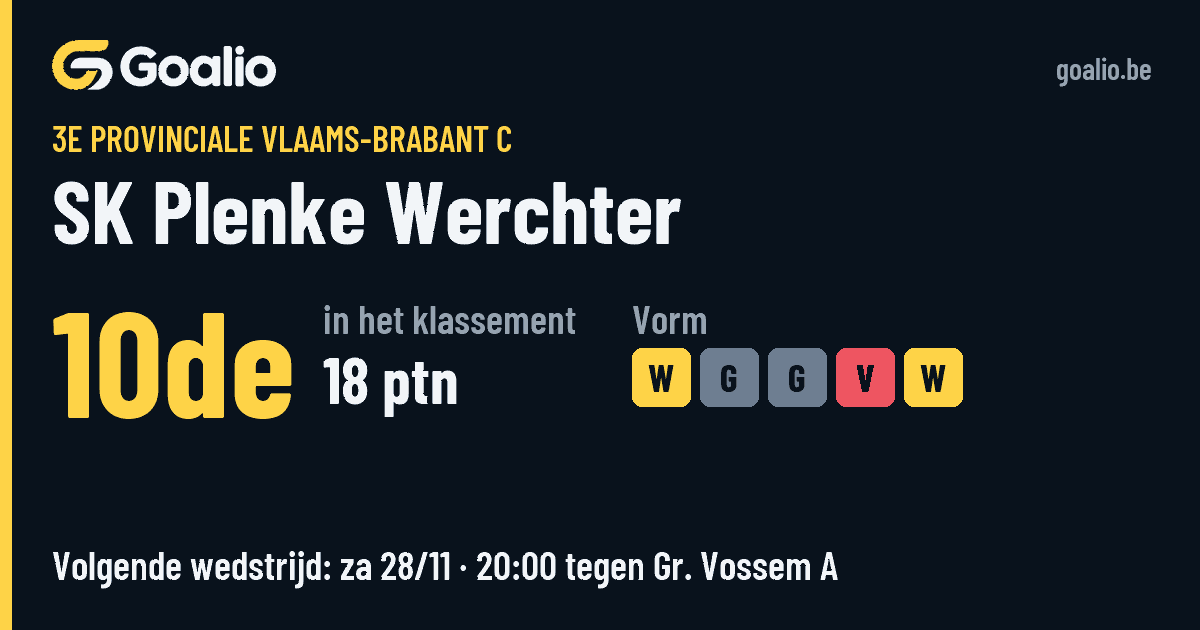 Goalio
goalio.be
3E PROVINCIALE VLAAMS-BRABANT C
SK Plenke Werchter
10de
in het klassement
18 ptn
Vorm
W G G V W
Volgende wedstrijd: za 28/11 · 20:00 tegen Gr. Vossem A